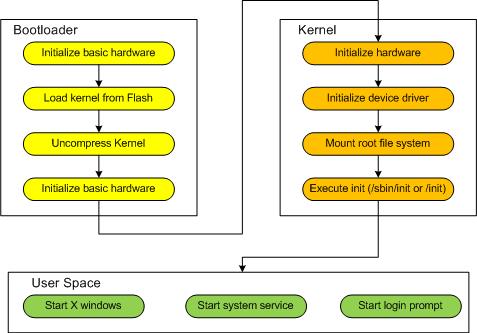 Bootloader
Initialize basic hardware
Load kernel from Flash
Uncompress Kernel
Initialize basic hardware
Kernel
Initialize hardware
Initialize device driver
Mount root file system
Execute init (/sbin/init or /init)
User Space
Start X windows
Start system service
Start login prompt